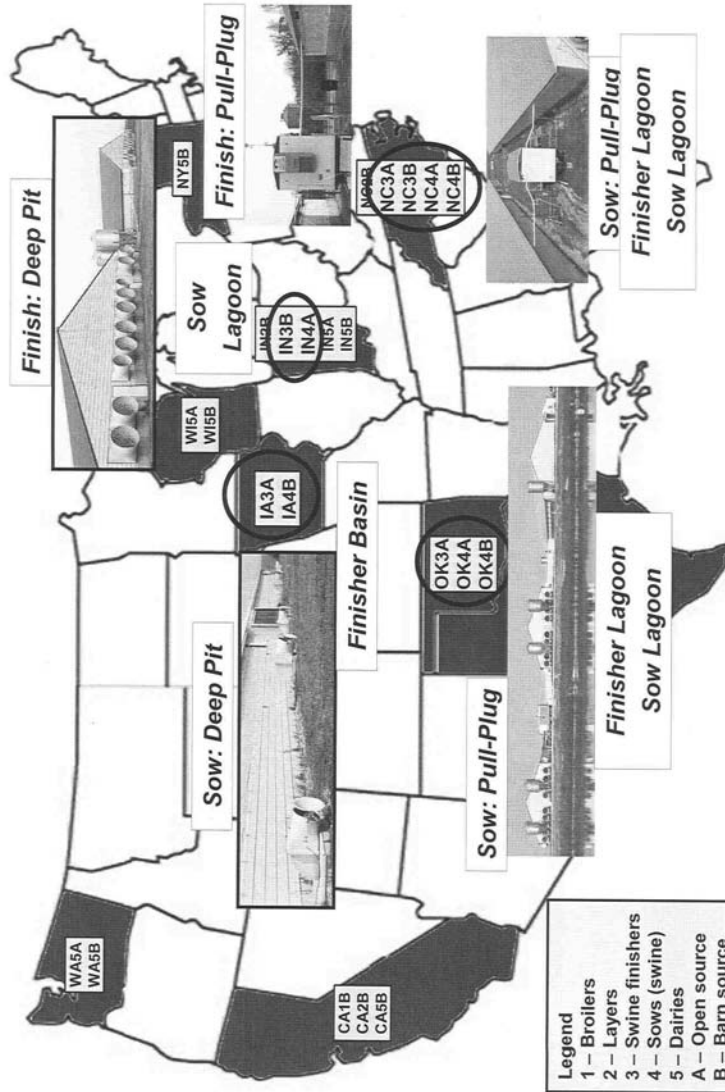 WA5A
WA5B
CA1B
CA2B
CA5B
Legend
1 – Broilers
2 – Layers
3 – Swine finishers
4 – Sows (swine)
5 – Dairies
A – Open source
B – Barn source
Sow: Deep Pit
Finisher Basin
IA3A
IA4B
Sow: Pull-Plug
OK3A
OK4A
OK4B
Finisher Lagoon
Sow Lagoon
Finish: Deep Pit
WI5A
WI5B
Sow
Lagoon
IN2B
IN3B
IN4A
IN5A
IN5B
NY5B
Finish: Pull-Plug
NC2B
NC3A
NC3B
NC4A
NC4B
Sow: Pull-Plug
Finisher Lagoon
Sow Lagoon